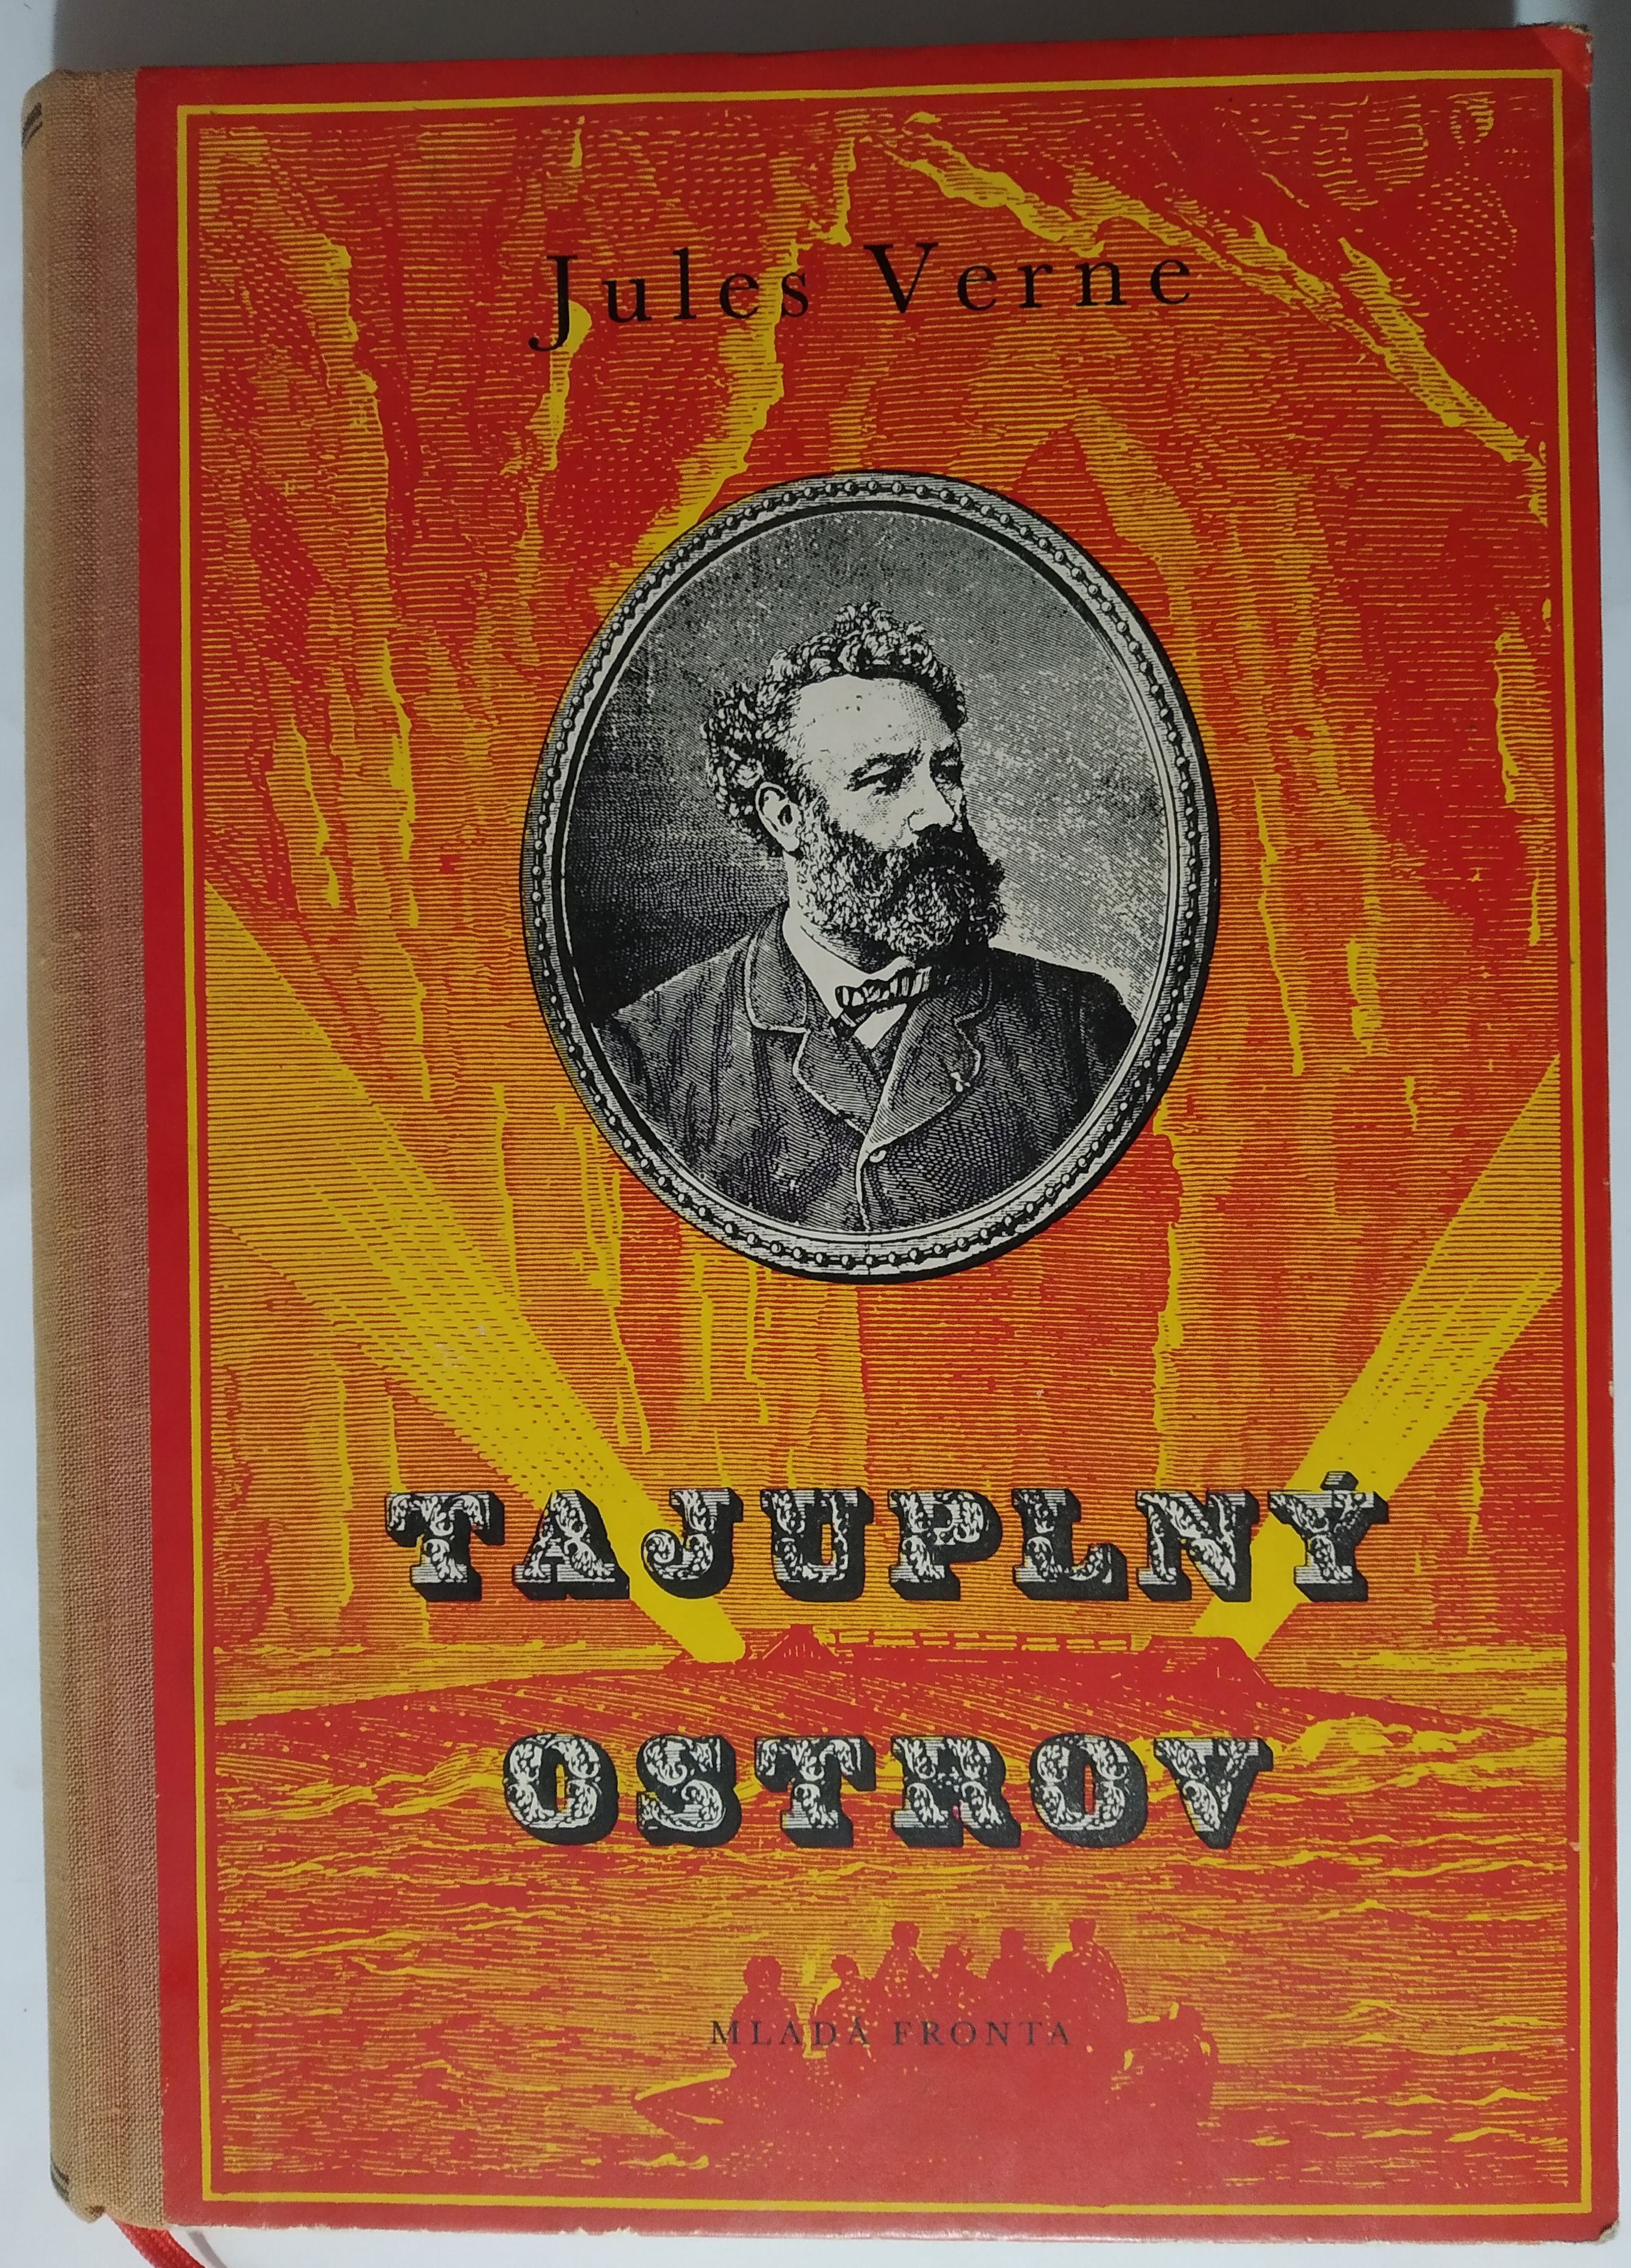 Jules Verne
TAJUPLNÝ
OSTROV
MLADÁ FRONTA